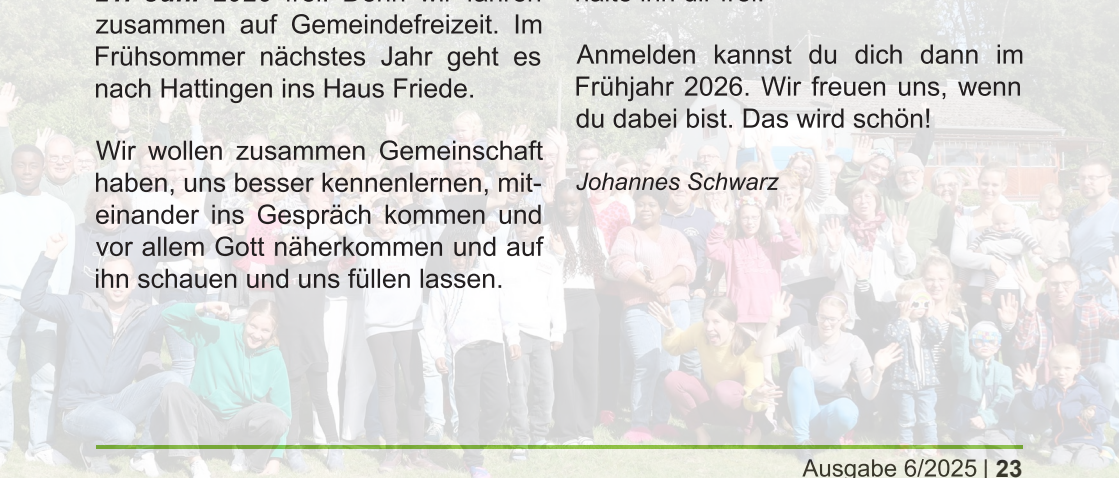 zusammen auf Gemeindefreizeit. Im
Frühsommer nächstes Jahr geht es
nach Hattingen ins Haus Friede.
Wir wollen zusammen Gemeinschaft
haben, uns besser kennenlernen, mit-
einander ins Gespräch kommen und
vor allem Gott näherkommen und auf
ihn schauen und uns füllen lassen.
Anmelden kannst du dich dann im
Frühjahr 2026. Wir freuen uns, wenn
du dabei bist. Das wird schön!
Johannes Schwarz
Ausgabe 6/2025 | 23